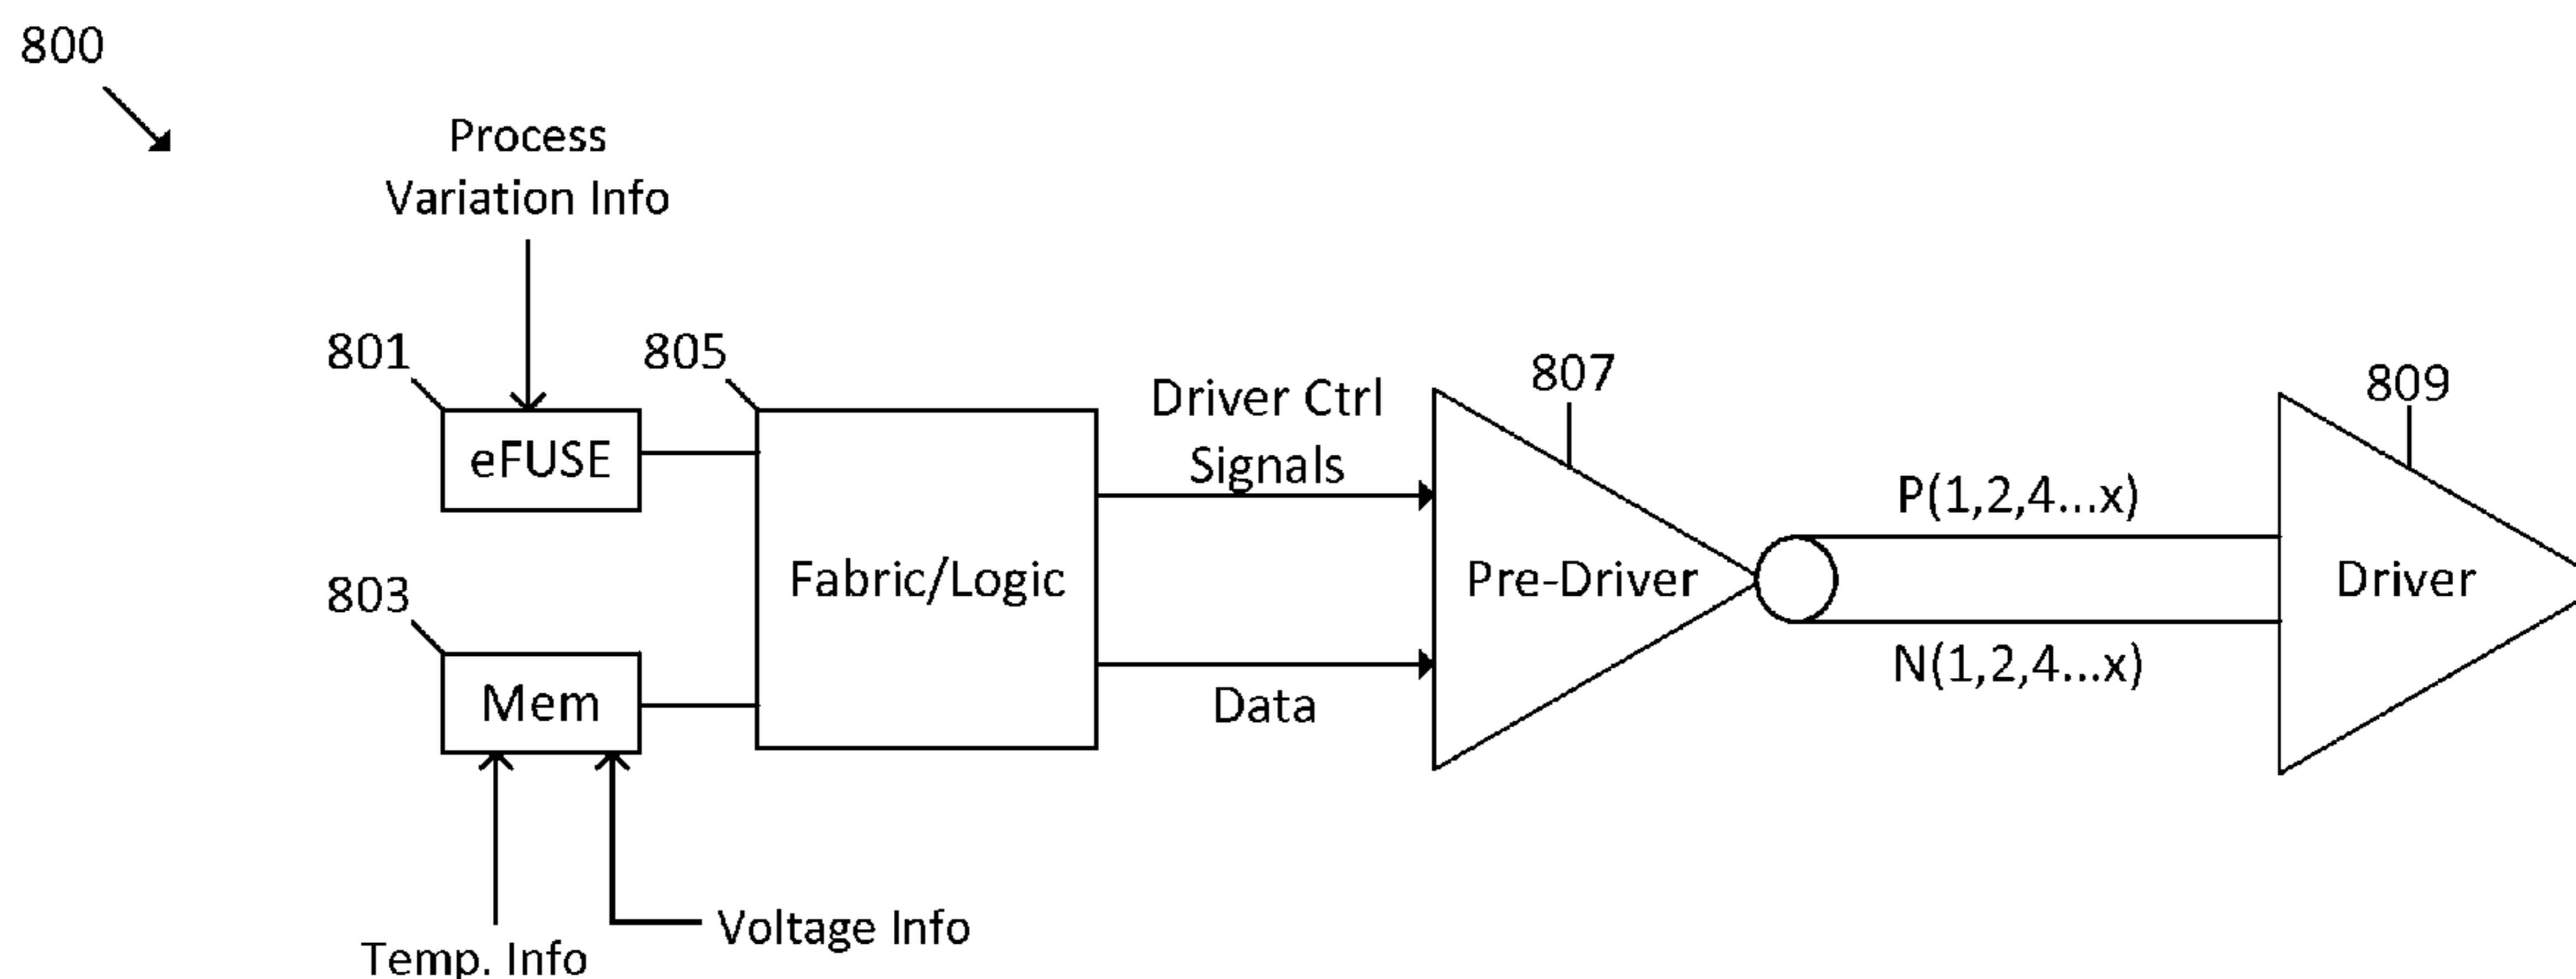 800
Process
Variation Info
801
805
eFUSE
Driver Ctrl
Signals
807
809
P(1,2,4...x)
Fabric/Logic
Pre-Driver
Driver
803
N(1,2,4...x)
Mem
Data
Voltage Info
Temp. Info